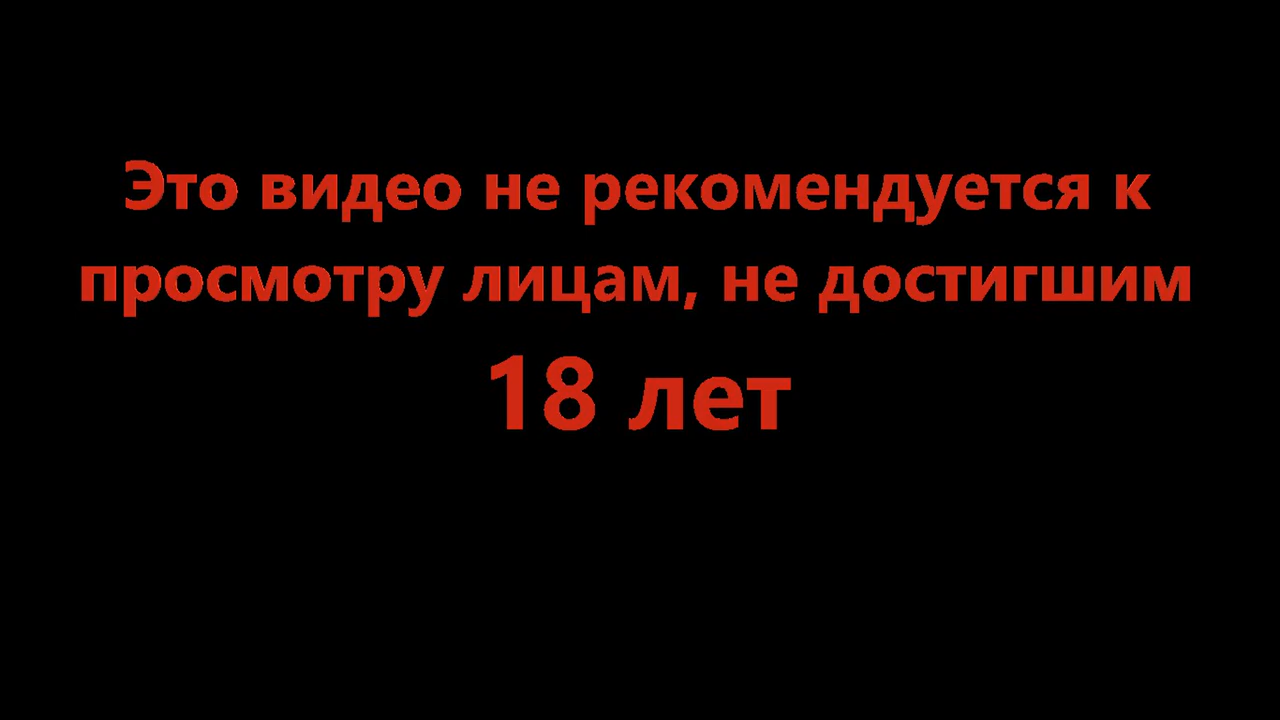 Это видео не рекомендуется к
просмотру лицам, не достигшим
18 лет